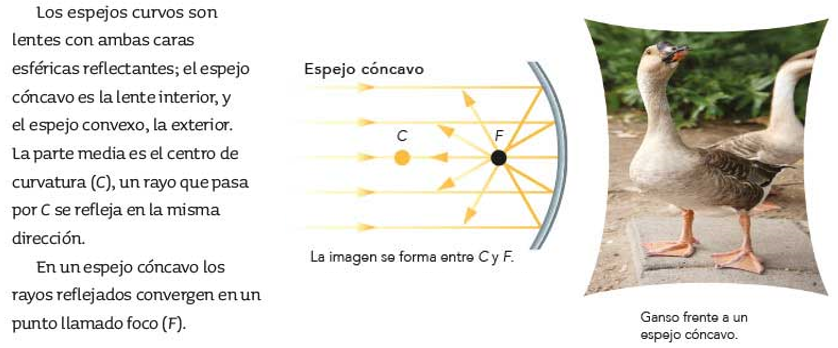 Los espejos curvos son
lentes con ambas caras
esféricas reflectantes; el espejo
cóncavo es la lente interior, y
el espejo convexo, la exterior.
La parte media es el centro de
curvatura (C), un rayo que pasa
por C se refleja en la misma
dirección.
En un espejo cóncavo los
rayos reflejados convergen en un
punto llamado foco (F).
Espejo cóncavo
C
F
La imagen se forma entre C y F.
Ganso frente a un
espejo cóncavo.